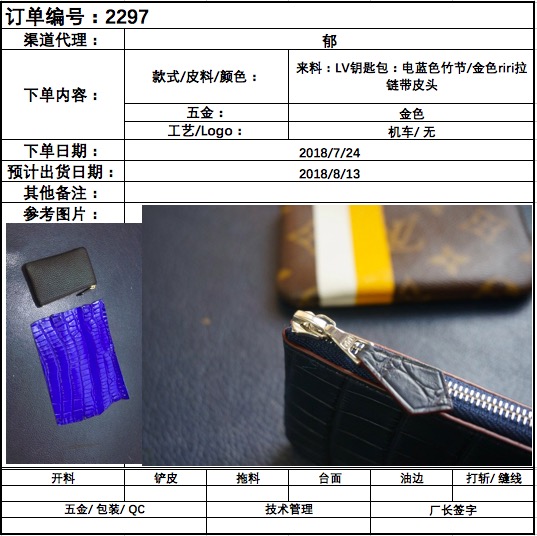 订单编号：2297
渠道代理： 郁
下单内容：
款式/皮料/颜色： 来料：LV钥匙包：电蓝色竹节/金色riri拉
链带皮头
五金： 金色
工艺/Logo： 机车/ 无
下单日期： 2018/7/24
预计出货日期： 2018/8/13
其他备注：
参考图片：
开料 铲皮 拖料 台面 油边 打斩/ 缝线
五金/ 包装/ QC 技术管理 厂长签字